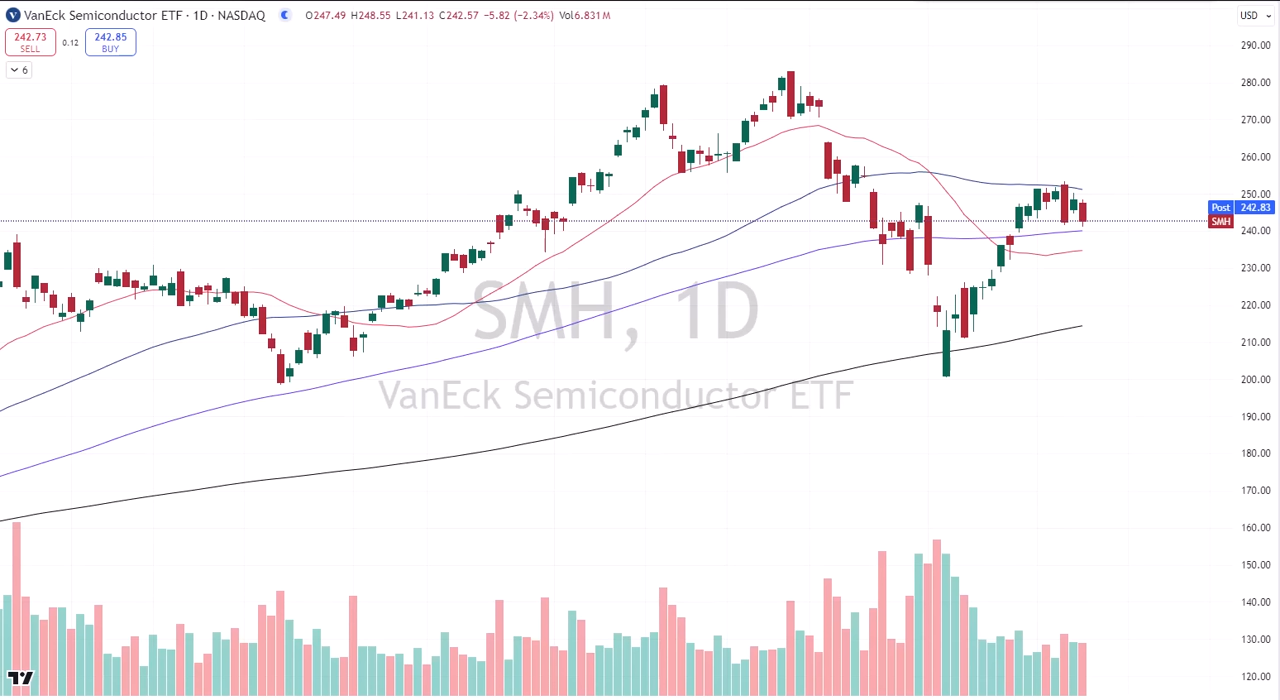 VanEck Semiconductor ETF · 1D · NASDAQ O247.49 H248.55 L241.13 C242.57 −5.82 (−2.34%) Vol6.831M
USD
242.73 SELL 0.12 242.85 BUY
6
290.00
280.00
270.00
260.00
250.00
Post 242.83
SMH
240.00
230.00
220.00
210.00
200.00
190.00
180.00
170.00
160.00
150.00
140.00
130.00
120.00
SMH, 1D
VanEck Semiconductor ETF